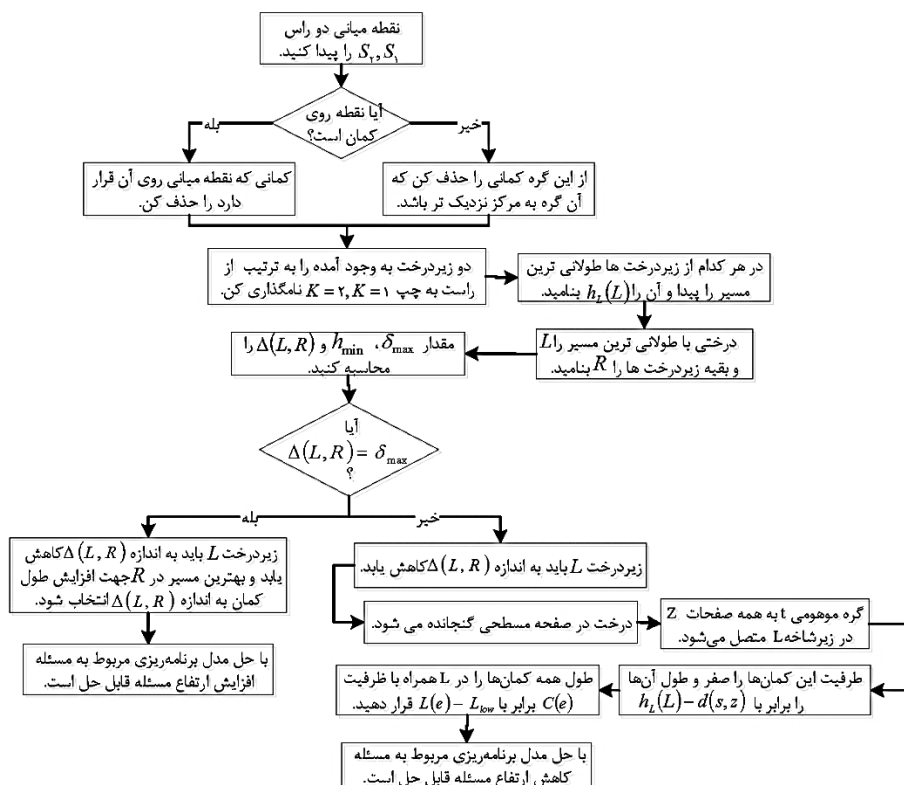 نقطه میانی دو راس
S۲, S۱ را پیدا کنید.
آیا نقطه روی
کمان است؟
خیر
بله
از این گره کمانی را حذف کن که
آن گره به مرکز نزدیک تر باشد.
کمانی که نقطه میانی روی آن قرار
دارد را حذف کن.
دو زیردرخت به وجود آمده را به ترتیب از
راست به چپ K = ۲, K = ۱ نامگذاری کن.
در هر کدام از زیردرخت ها طولانی ترین
مسیر را پیدا و آن را h_L(L) بنامید.
درختی با طولانی ترین مسیر را L
و بقیه زیردرخت ها را R بنامید.
مقدار δ_max ، h_min و Δ(L, R) را
محاسبه کنید.
آیا
Δ(L, R) = δ_max
؟
خیر
بله
زیردرخت L باید به اندازه Δ(L, R) کاهش
یابد و بهترین مسیر در R جهت افزایش طول
کمان به اندازه Δ(L, R) انتخاب شود.
با حل مدل برنامه‌ریزی مربوط به مسئله
افزایش ارتفاع مسئله قابل حل است.
زیردرخت L باید به اندازه Δ(L, R) کاهش یابد.
درخت در صفحه مسطحی گنجانده می شود.
گره موهومی t به همه صفحات Z
در زیرشاخه L متصل می‌شود.
ظرفیت این کمان‌ها را صفر و طول آن‌ها
را برابر با h_L(L) − d(s, z)
طول همه کمان‌ها را در L همراه با ظرفیت
C(e) برابر با L(e) − L_low قرار دهید.
با حل مدل برنامه‌ریزی مربوط به مسئله
کاهش ارتفاع مسئله قابل حل است.